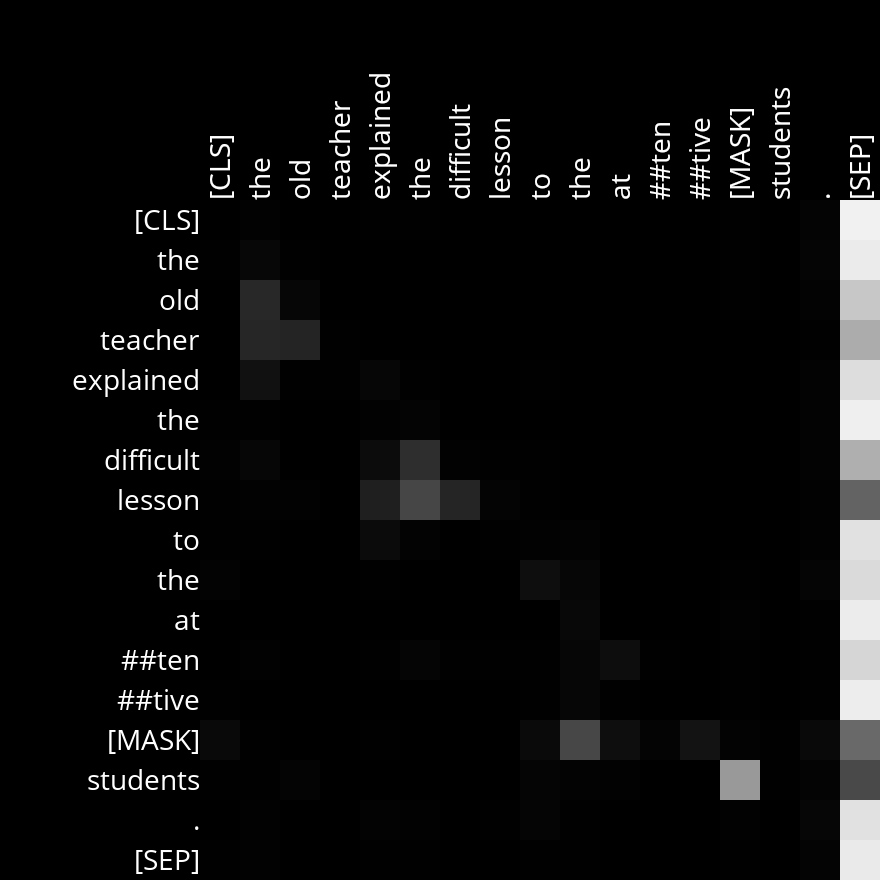 [CLS]
the
old
teacher
explained
the
difficult
lesson
to
the
at
##ten
##tive
[MASK]
students
.
[SEP]
[CLS]
the
old
teacher
explained
the
difficult
lesson
to
the
at
##ten
##tive
[MASK]
students
.
[SEP]